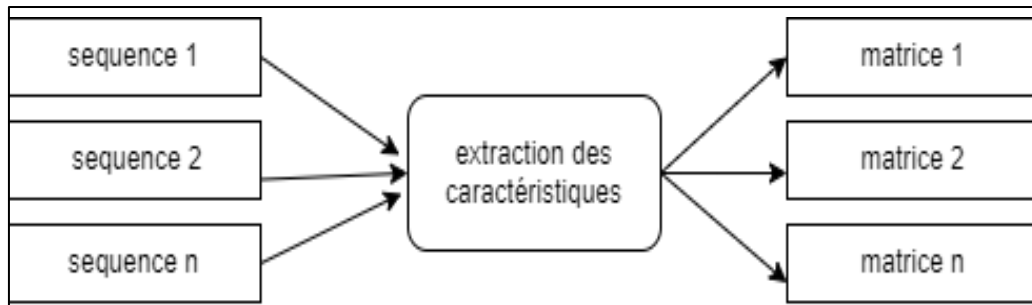 sequence 1
sequence 2
sequence n
extraction des
caractéristiques
matrice 1
matrice 2
matrice n